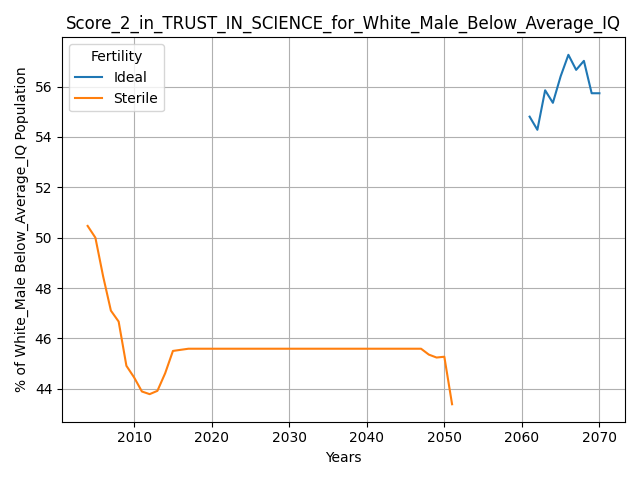 Score_2_in_TRUST_IN_SCIENCE_for_White_Male_Below_Average_IQ
Fertility
Ideal
Sterile
% of White_Male Below_Average_IQ Population
56
54
52
50
48
46
44
2010
2020
2030
2040
2050
2060
2070
Years